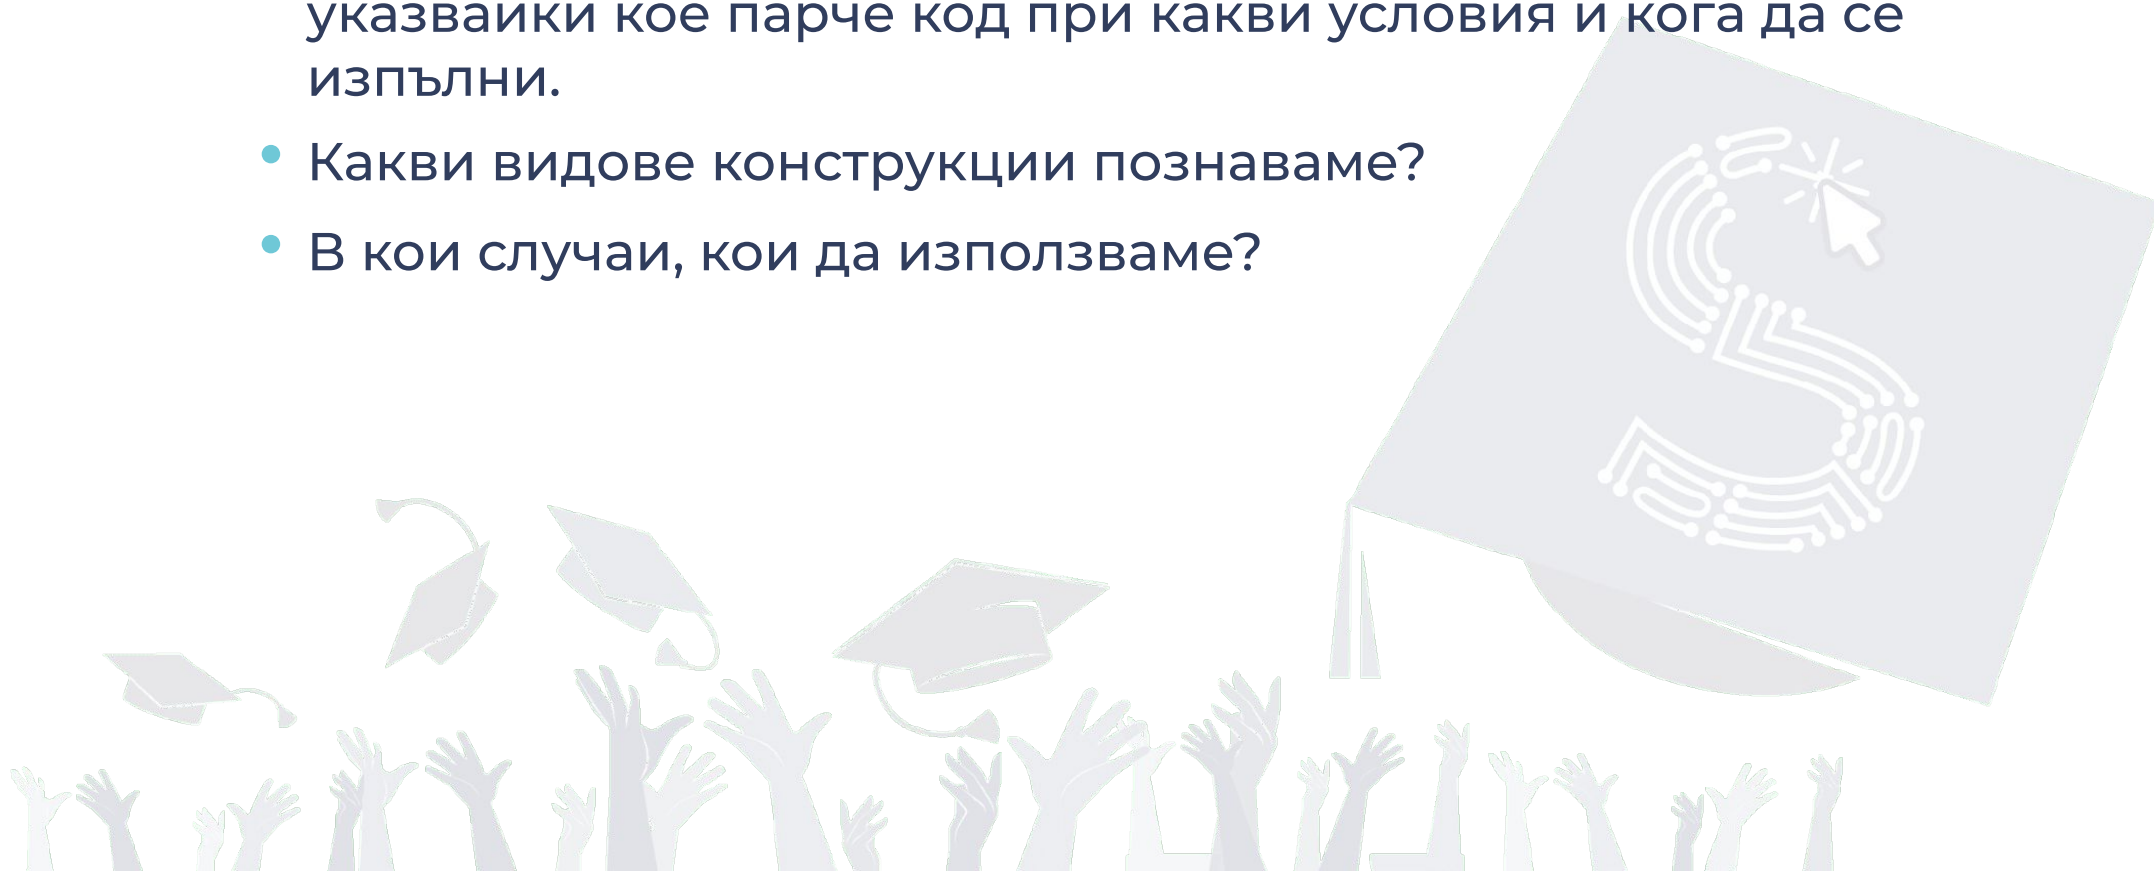 указвайки кое парче код при какви условия и кога да се
изпълни.
Какви видове конструкции познаваме?
В кои случаи, кои да използваме?